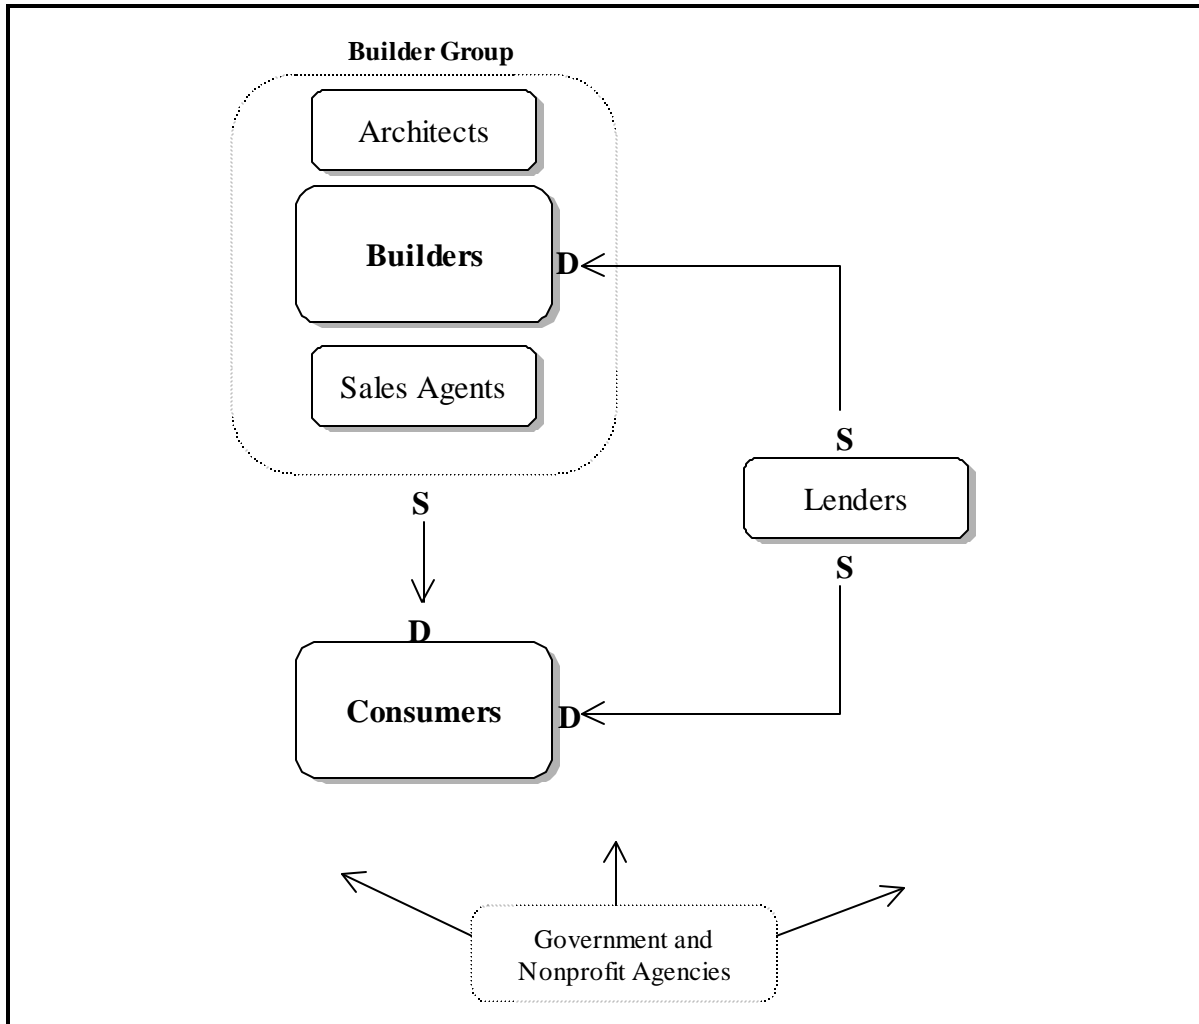 Builder Group
Architects
Builders
D
Sales Agents
S
S
Lenders
S
D
Consumers
D
Government and
Nonprofit Agencies